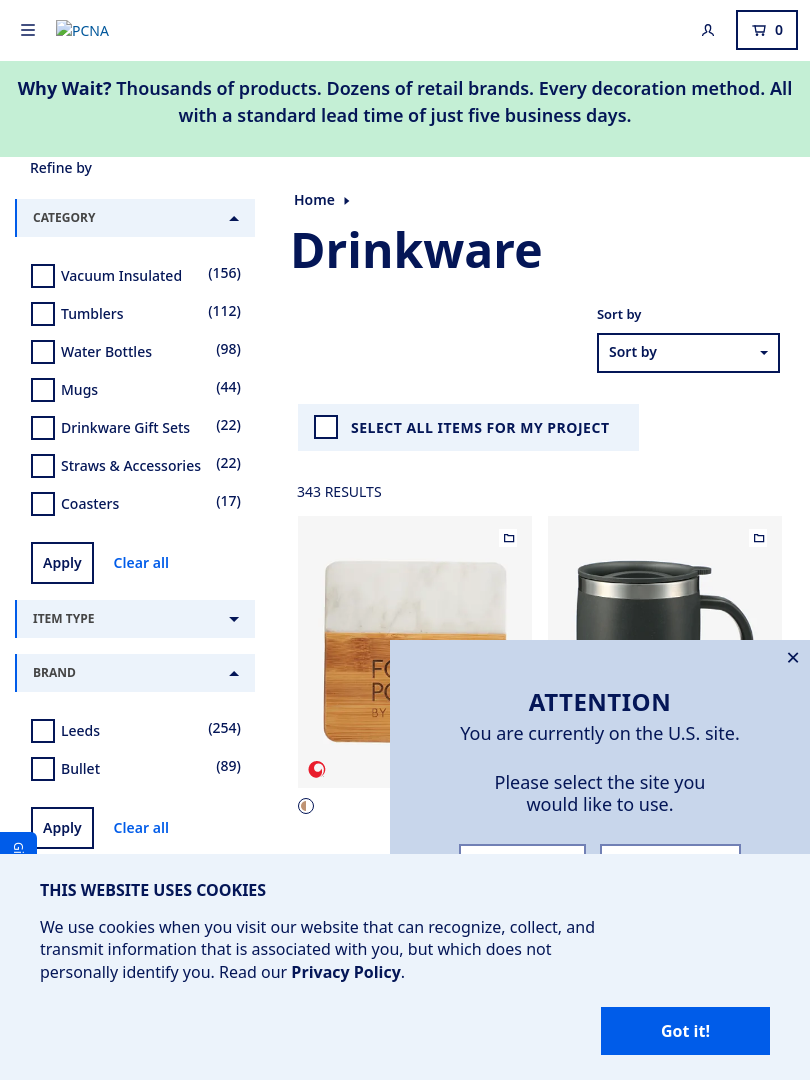 PCNA
0
Why Wait? Thousands of products. Dozens of retail brands. Every decoration method. All
with a standard lead time of just five business days.
Refine by
CATEGORY
Vacuum Insulated (156)
Tumblers (112)
Water Bottles (98)
Mugs (44)
Drinkware Gift Sets (22)
Straws & Accessories (22)
Coasters (17)
Apply Clear all
ITEM TYPE
BRAND
Leeds (254)
Bullet (89)
Apply Clear all
Home
Drinkware
Sort by
Sort by
SELECT ALL ITEMS FOR MY PROJECT
343 RESULTS
ATTENTION
You are currently on the U.S. site.
Please select the site you
would like to use.
THIS WEBSITE USES COOKIES
We use cookies when you visit our website that can recognize, collect, and
transmit information that is associated with you, but which does not
personally identify you. Read our Privacy Policy.
Got it!